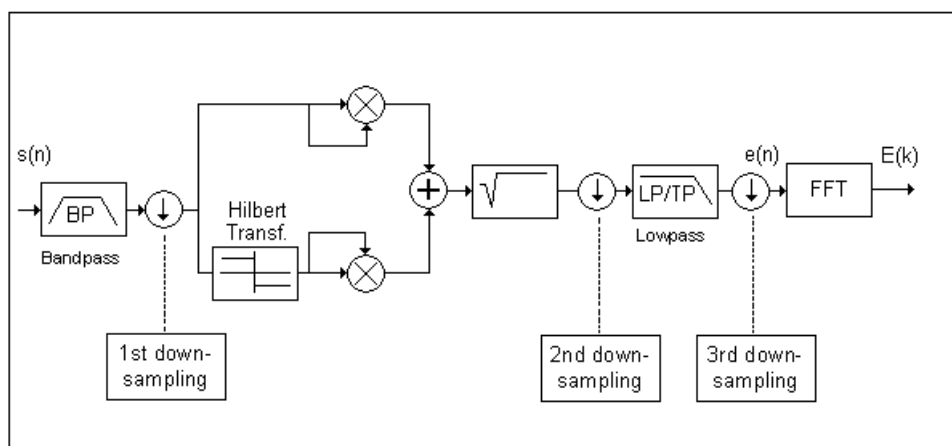 s(n)
BP
Bandpass
Hilbert
Transf.
LP/TP
Lowpass
e(n)
FFT
E(k)
1st down-
sampling
2nd down-
sampling
3rd down-
sampling